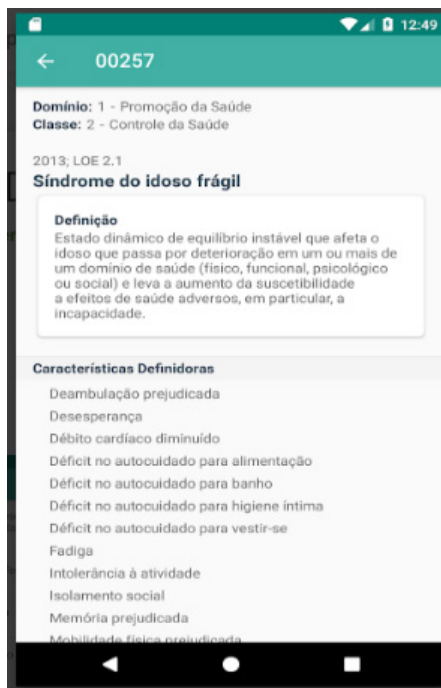 12:49
00257
Domínio: 1 - Promoção da Saúde
Classe: 2 - Controle da Saúde
2013; LOE 2.1
Síndrome do idoso frágil
Definição
Estado dinâmico de equilíbrio instável que afeta o
idoso que passa por deterioração em um ou mais de
um domínio de saúde (físico, funcional, psicológico
ou social) e leva a aumento da suscetibilidade
a efeitos de saúde adversos, em particular, a
incapacidade.
Características Definidoras
Deambulação prejudicada
Desesperança
Débito cardíaco diminuído
Déficit no autocuidado para alimentação
Déficit no autocuidado para banho
Déficit no autocuidado para higiene íntima
Déficit no autocuidado para vestir-se
Fadiga
Intolerância à atividade
Isolamento social
Memória prejudicada
Mobilidade física prejudicada